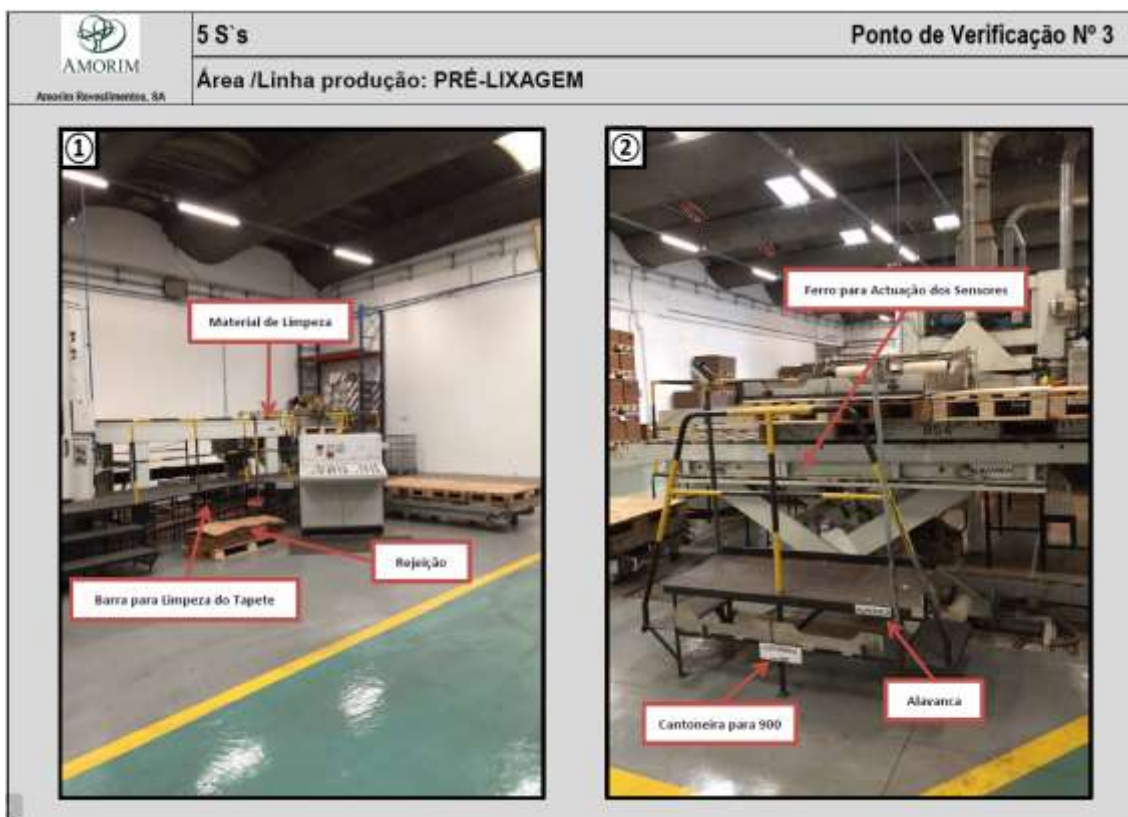 5 S`s
Ponto de Verificação Nº 3
AMORIM
Amorim Revestimentos, SA
Área /Linha produção: PRÉ-LIXAGEM
①
Material de Limpeza
Rejeição
Barra para Limpeza do Tapete
②
Ferro para Actuação dos Sensores
Alavanca
Cantoneira para 900